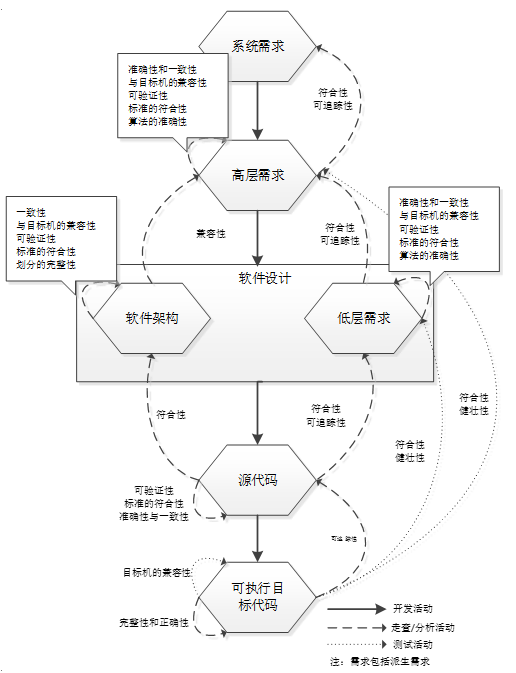 系统需求
准确性和一致性
与目标机的兼容性
可验证性
标准的符合性
算法的准确性
符合性
可追踪性
高层需求
一致性
与目标机的兼容性
可验证性
标准的符合性
划分的完整性
兼容性
符合性
可追踪性
准确性和一致性
与目标机的兼容性
可验证性
标准的符合性
算法的准确性
软件设计
软件架构
低层需求
符合性
符合性
可追踪性
符合性
健壮性
符合性
健壮性
源代码
可验证性
标准的符合性
准确性与一致性
可追踪性
目标机的兼容性
可执行目
标代码
完整性和正确性
开发活动
走查/分析活动
测试活动
注：需求包括派生需求